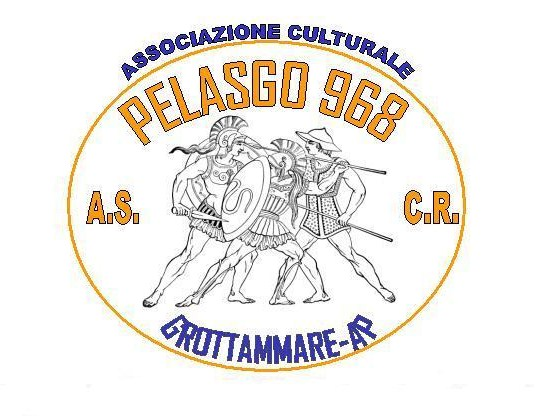 ASSOCIAZIONE CULTURALE
PELASGO 968
A.S. C.R.
GROTTAMMARE-AP